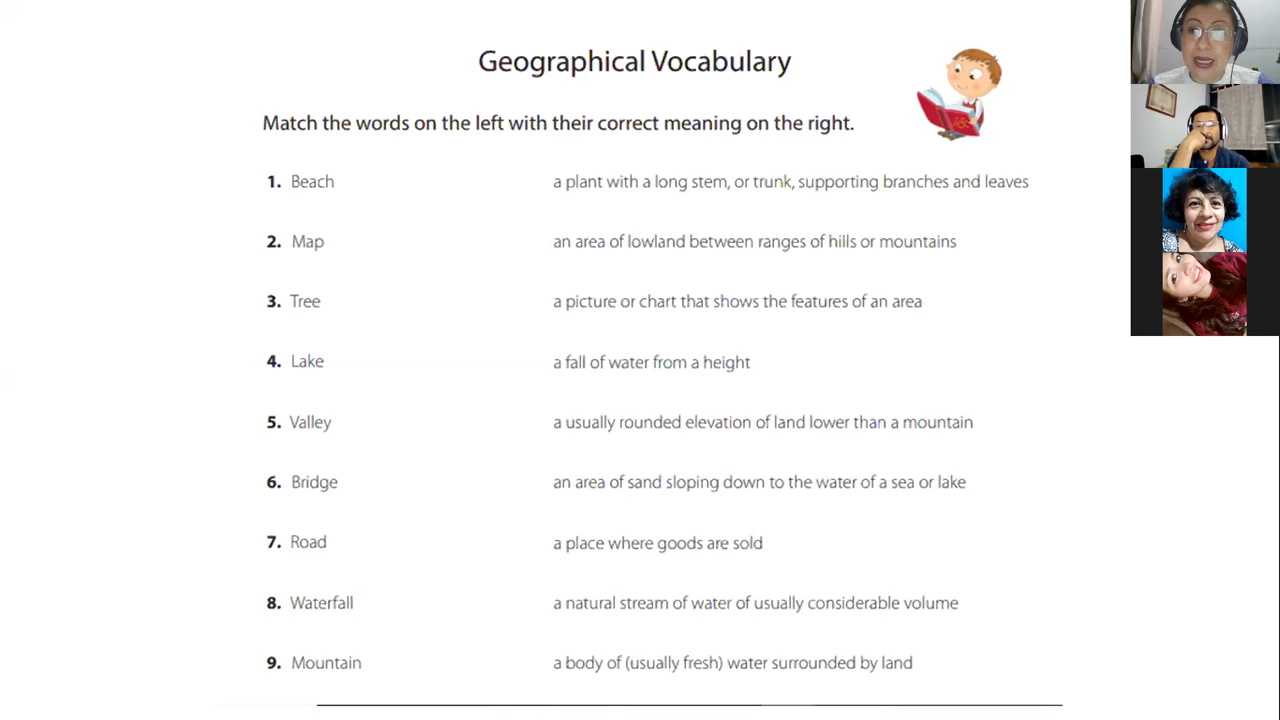 Geographical Vocabulary
Match the words on the left with their correct meaning on the right.
1. Beach a plant with a long stem, or trunk, supporting branches and leaves
2. Map an area of lowland between ranges of hills or mountains
3. Tree a picture or chart that shows the features of an area
4. Lake a fall of water from a height
5. Valley a usually rounded elevation of land lower than a mountain
6. Bridge an area of sand sloping down to the water of a sea or lake
7. Road a place where goods are sold
8. Waterfall a natural stream of water of usually considerable volume
9. Mountain a body of (usually fresh) water surrounded by land